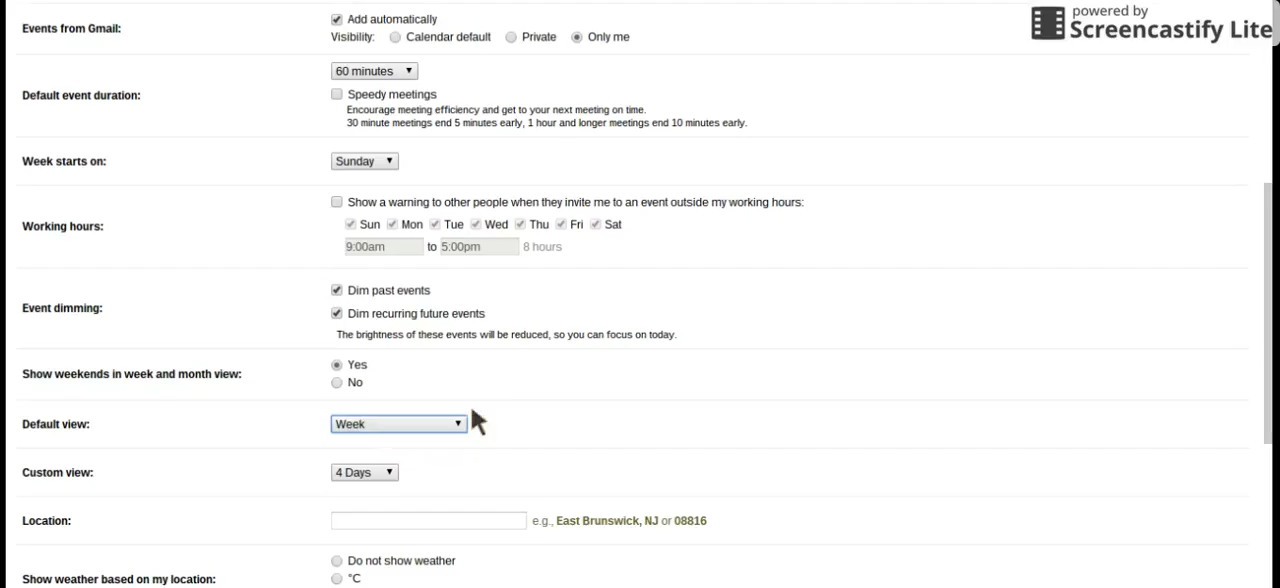 powered by
Screencastify Lite
Events from Gmail:
Add automatically
Visibility: Calendar default Private Only me
60 minutes
Default event duration:
Speedy meetings
Encourage meeting efficiency and get to your next meeting on time.
30 minute meetings end 5 minutes early, 1 hour and longer meetings end 10 minutes early.
Week starts on: Sunday
Show a warning to other people when they invite me to an event outside my working hours:
Working hours: Sun Mon Tue Wed Thu Fri Sat
9:00am to 5:00pm 8 hours
Dim past events
Event dimming:
Dim recurring future events
The brightness of these events will be reduced, so you can focus on today.
Yes
Show weekends in week and month view:
No
Default view: Week
Custom view: 4 Days
Location: e.g., East Brunswick, NJ or 08816
Do not show weather
Show weather based on my location:
°C